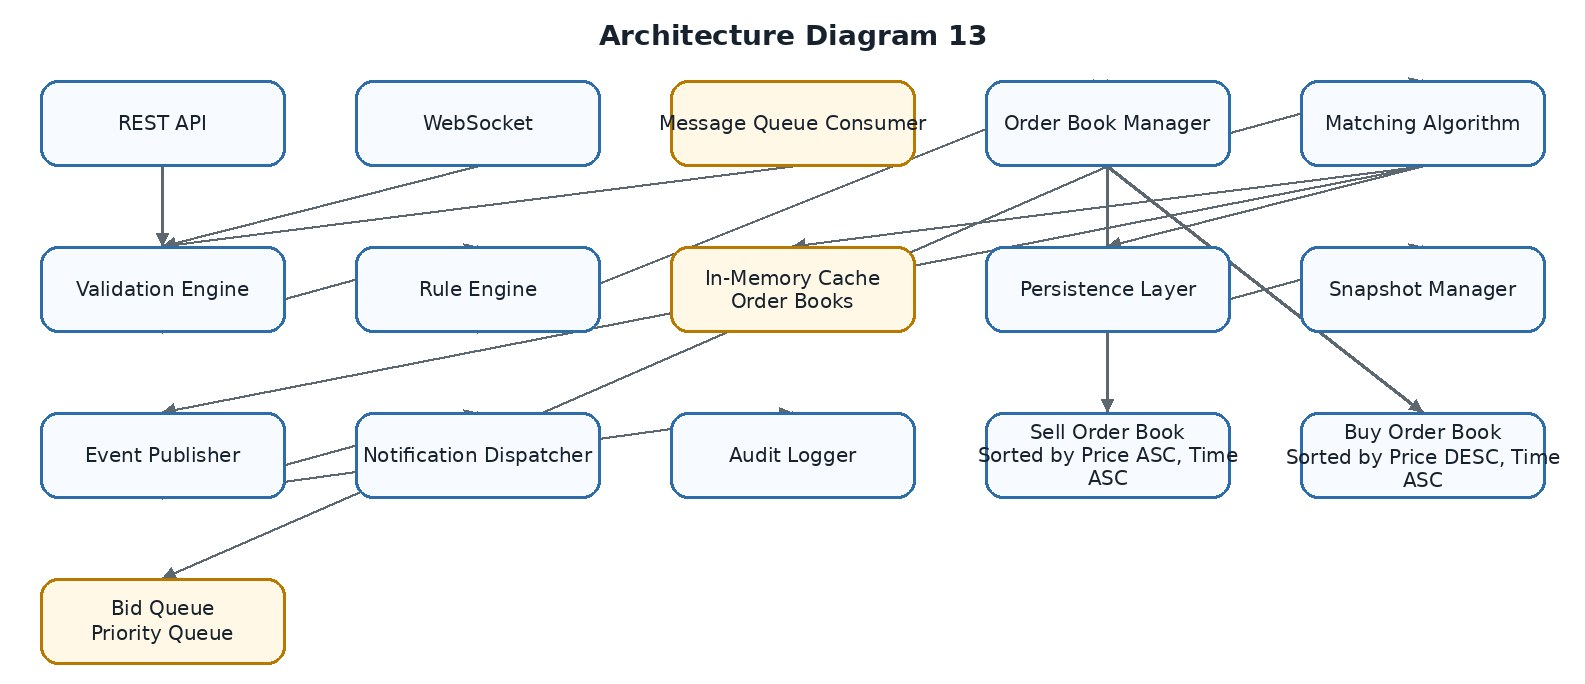 Architecture Diagram 13
REST API
WebSocket
Message Queue Consumer
Order Book Manager
Matching Algorithm
Validation Engine
Rule Engine
In-Memory Cache
Order Books
Persistence Layer
Snapshot Manager
Event Publisher
Notification Dispatcher
Audit Logger
Sell Order Book
Sorted by Price ASC, Time
ASC
Buy Order Book
Sorted by Price DESC, Time
ASC
Bid Queue
Priority Queue